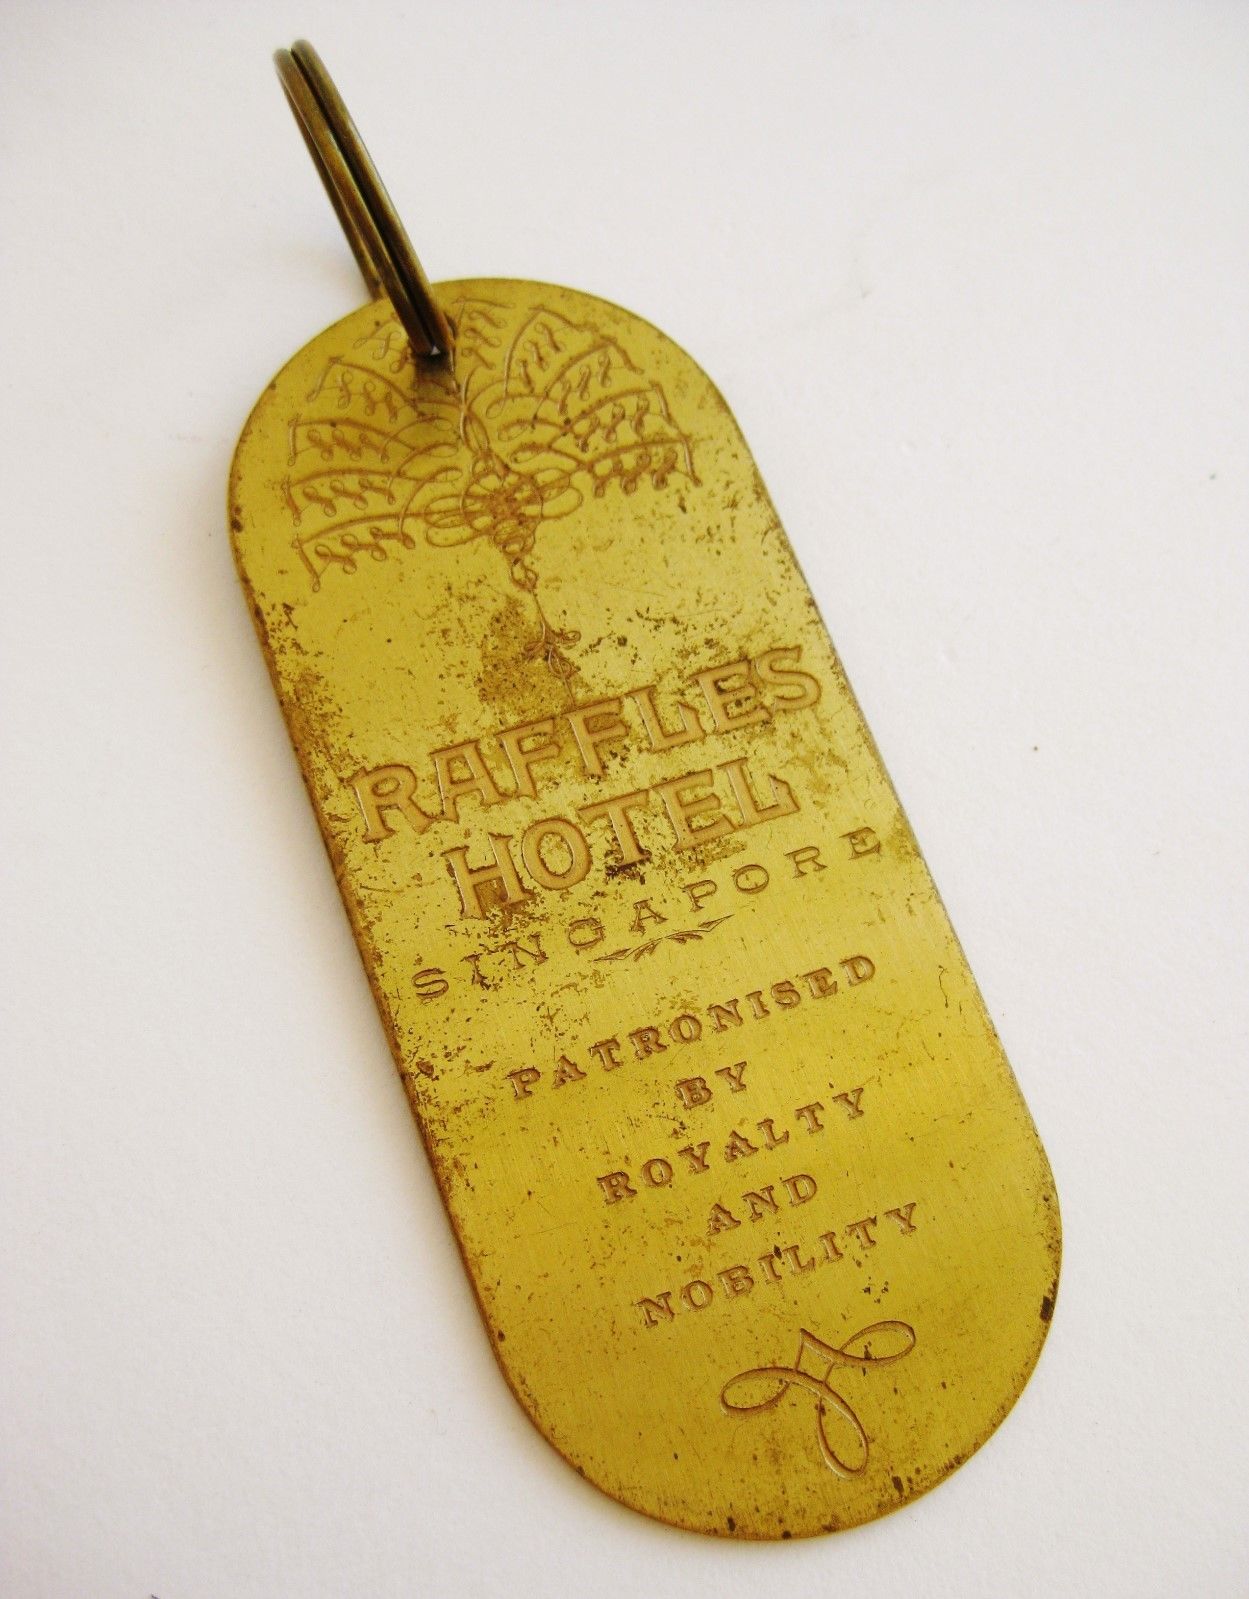 RAFFLES
HOTEL
SINGAPORE
PATRONISED
BY
ROYALTY
AND
NOBILITY